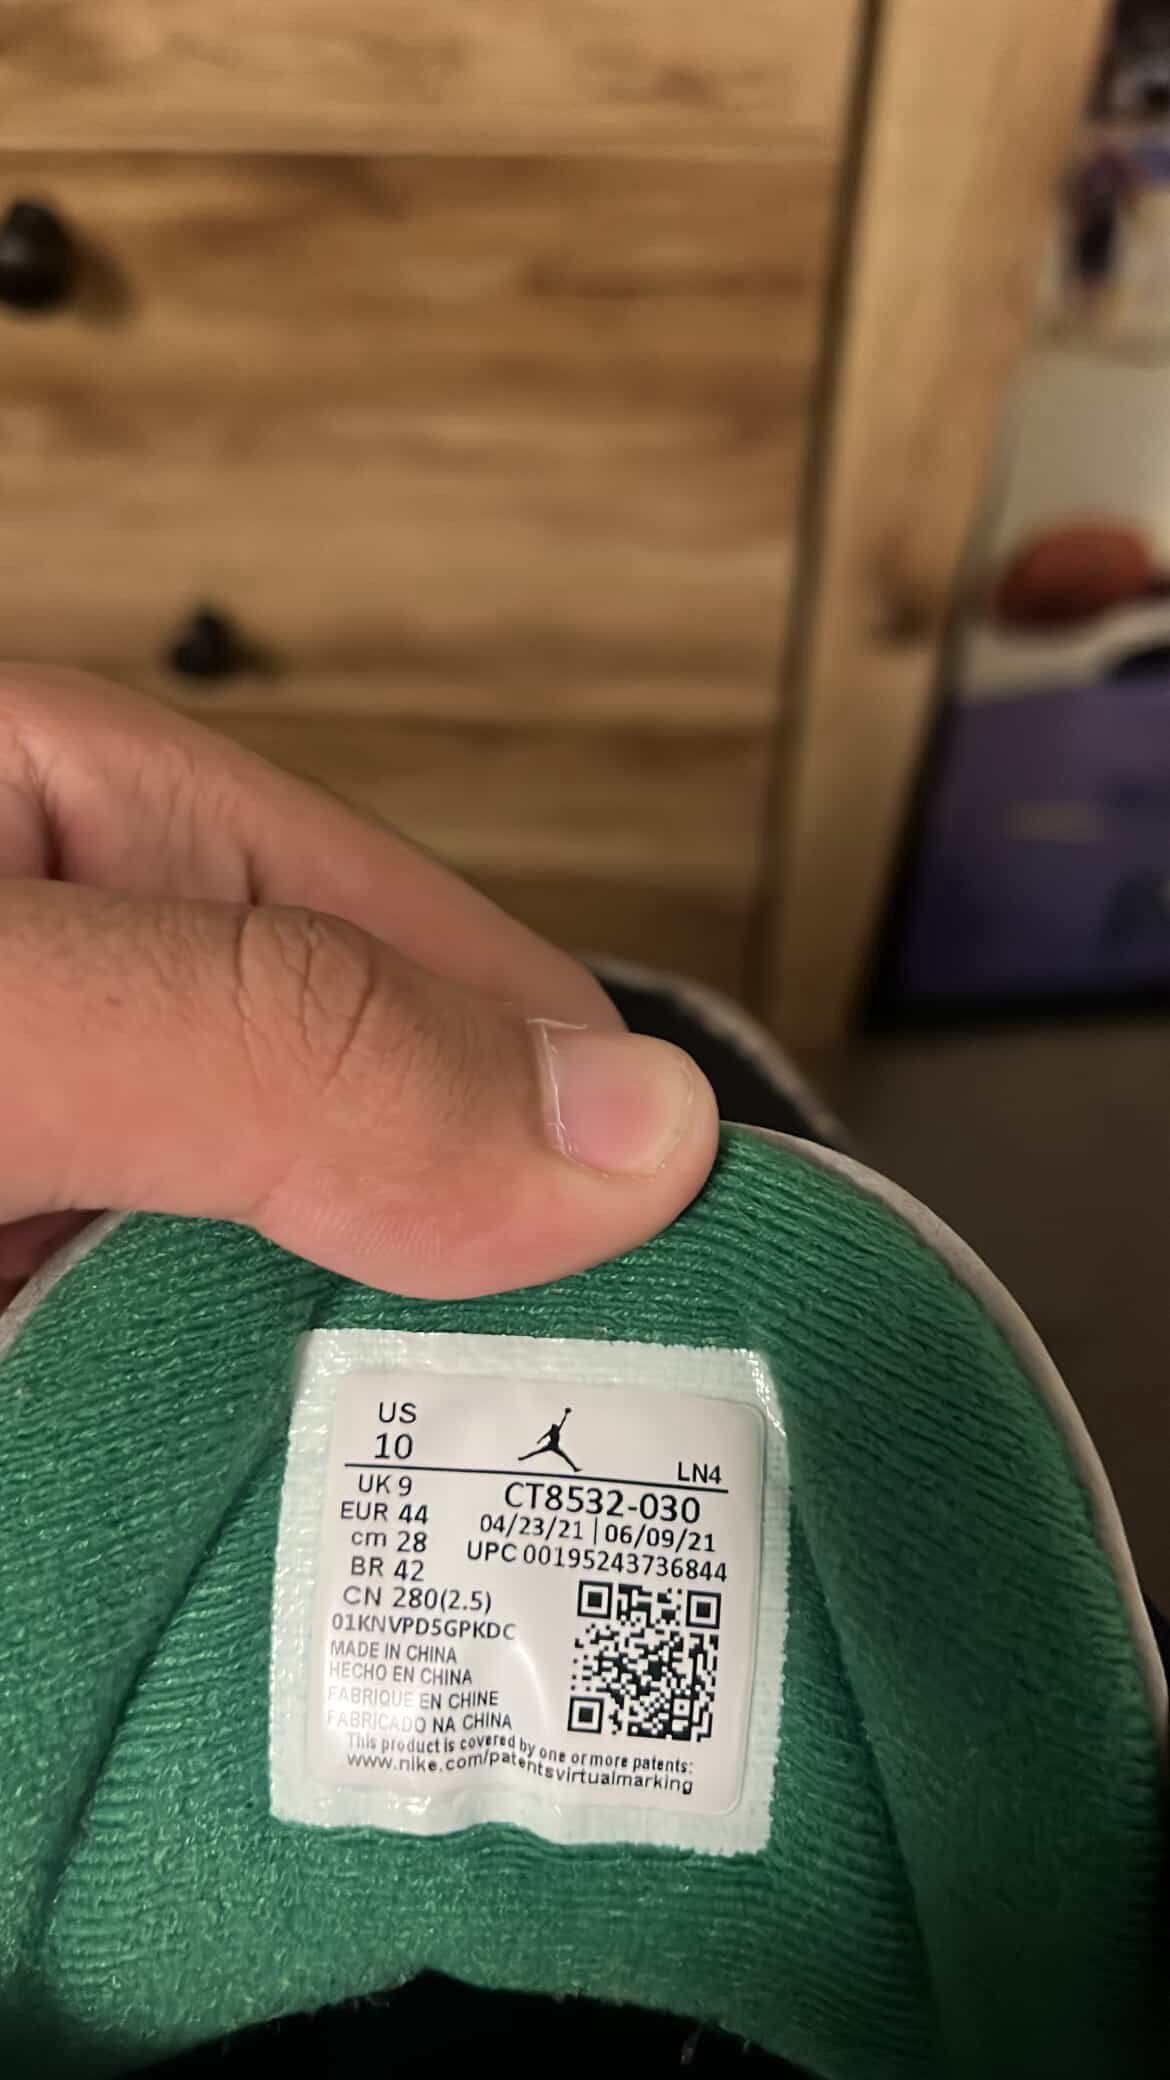 US
10
LN4
UK 9
CT8532-030
EUR 44
04/23/21 | 06/09/21
cm 28
UPC 00195243736844
BR 42
CN 280(2.5)
01KNVPD5GPKDC
MADE IN CHINA
HECHO EN CHINA
FABRIQUE EN CHINE
FABRICADO NA CHINA
This product is covered by one or more patents:
www.nike.com/patentsvirtualmarking